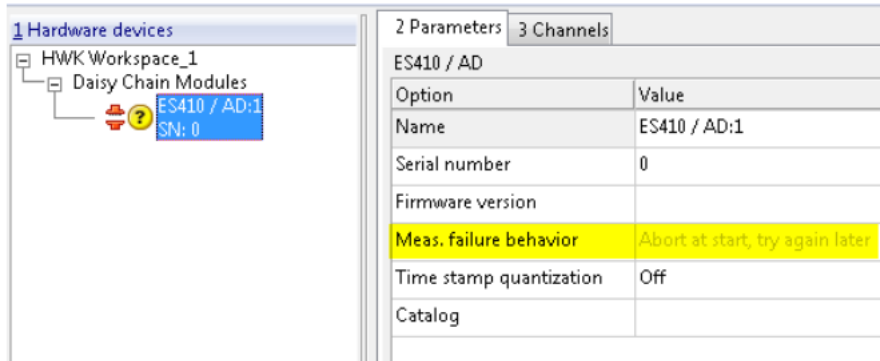 1 Hardware devices
HWK Workspace_1
Daisy Chain Modules
ES410 / AD:1
SN: 0
2 Parameters
3 Channels
ES410 / AD
Option Value
Name ES410 / AD:1
Serial number 0
Firmware version
Meas. failure behavior Abort at start, try again later
Time stamp quantization Off
Catalog